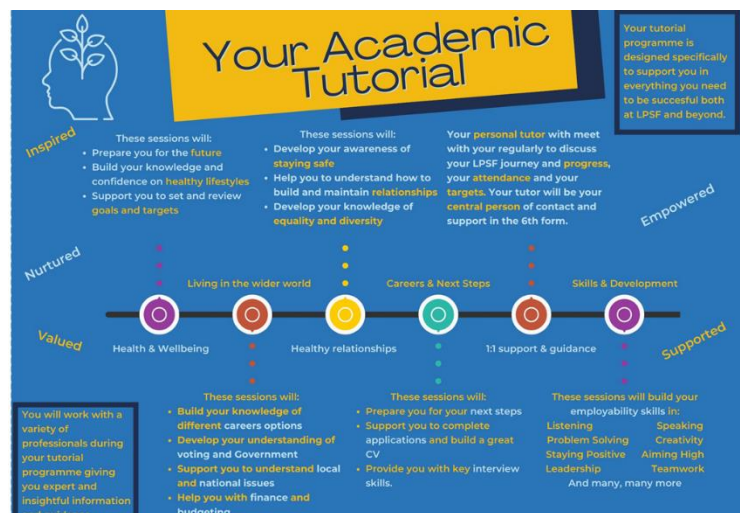 Your Academic
Tutorial
Your tutorial
programme is
designed specifically
to support you in
everything you need
to be succesful both
at LPSF and beyond.
Inspired
Nurtured
Valued
These sessions will:
• Prepare you for the future
• Build your knowledge and
confidence on healthy lifestyles
• Support you to set and review
goals and targets
These sessions will:
• Develop your awareness of
staying safe
• Help you to understand how to
build and maintain relationships
• Develop your knowledge of
equality and diversity
Your personal tutor with meet
with your regularly to discuss
your LPSF journey and progress,
your attendance and your
targets. Your tutor will be your
central person of contact and
support in the 6th form.
Empowered
Supported
Living in the wider world
Careers & Next Steps
Skills & Development
Health & Wellbeing
Healthy relationships
1:1 support & guidance
You will work with a
variety of
professionals during
your tutorial
programme giving
you expert and
insightful information
These sessions will:
• Build your knowledge of
different careers options
• Develop your understanding of
voting and Government
• Support you to understand local
and national issues
• Help you with finance and
budgeting
These sessions will:
• Prepare you for your next steps
• Support you to complete
applications and build a great
CV
• Provide you with key interview
skills.
These sessions will build your
employability skills in:
Listening Speaking
Problem Solving Creativity
Staying Positive Aiming High
Leadership Teamwork
And many, many more